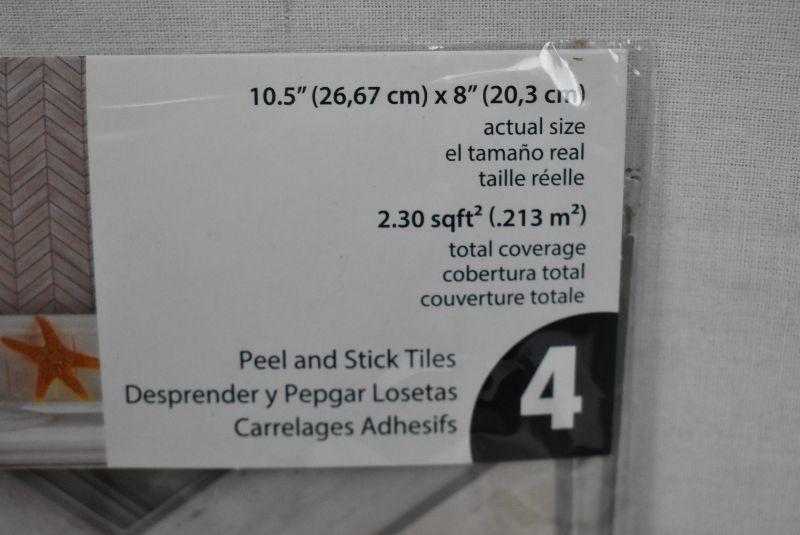 10.5" (26,67 cm) x 8" (20,3 cm)
actual size
el tamaño real
taille réelle
2.30 sqft² (.213 m²)
total coverage
cobertura total
couverture totale
Peel and Stick Tiles
Desprender y Pepgar Losetas
Carrelages Adhesifs
4